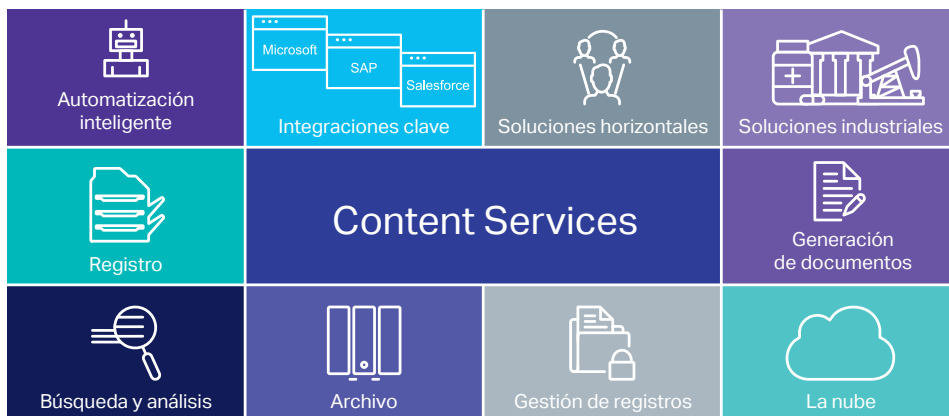 Automatización
inteligente
Microsoft
SAP
Salesforce
Integraciones clave
Soluciones horizontales
Soluciones industriales
Registro
Content Services
Generación
de documentos
Búsqueda y análisis
Archivo
Gestión de registros
La nube